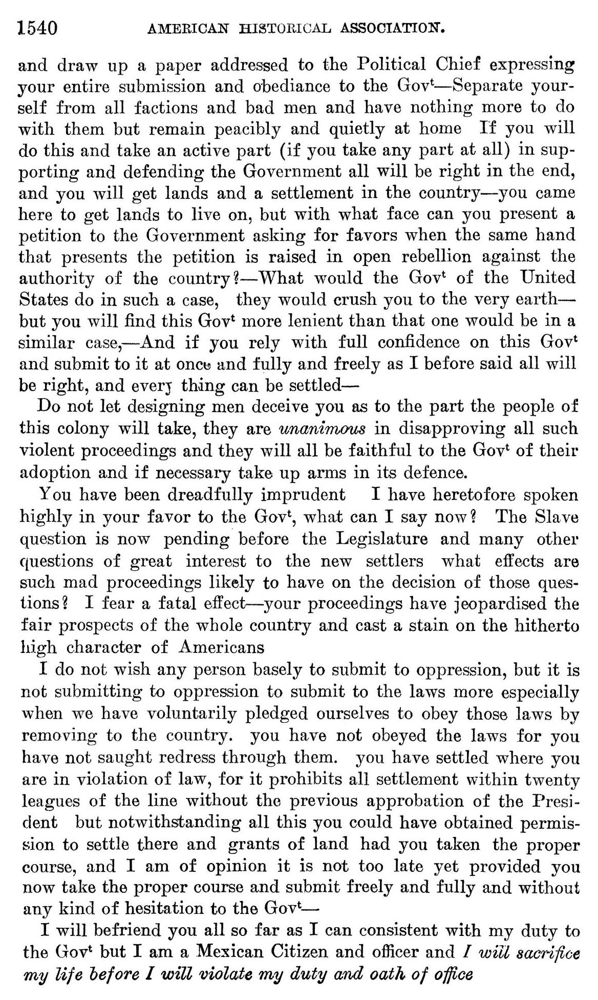 1540 AMERICAN HISTORICAL ASSOCIATION.
and draw up a paper addressed to the Political Chief expressing
your entire submission and obediance to the Govᵗ—Separate your-
self from all factions and bad men and have nothing more to do
with them but remain peacibly and quietly at home If you will
do this and take an active part (if you take any part at all) in sup-
porting and defending the Government all will be right in the end,
and you will get lands and a settlement in the country—you came
here to get lands to live on, but with what face can you present a
petition to the Government asking for favors when the same hand
that presents the petition is raised in open rebellion against the
authority of the country?—What would the Govᵗ of the United
States do in such a case, they would crush you to the very earth—
but you will find this Govᵗ more lenient than that one would be in a
similar case,—And if you rely with full confidence on this Govᵗ
and submit to it at once and fully and freely as I before said all will
be right, and every thing can be settled—
Do not let designing men deceive you as to the part the people of
this colony will take, they are unanimous in disapproving all such
violent proceedings and they will all be faithful to the Govᵗ of their
adoption and if necessary take up arms in its defence.
You have been dreadfully imprudent I have heretofore spoken
highly in your favor to the Govᵗ, what can I say now? The Slave
question is now pending before the Legislature and many other
questions of great interest to the new settlers what effects are
such mad proceedings likely to have on the decision of those ques-
tions? I fear a fatal effect—your proceedings have jeopardised the
fair prospects of the whole country and cast a stain on the hitherto
high character of Americans
I do not wish any person basely to submit to oppression, but it is
not submitting to oppression to submit to the laws more especially
when we have voluntarily pledged ourselves to obey those laws by
removing to the country. you have not obeyed the laws for you
have not saught redress through them. you have settled where you
are in violation of law, for it prohibits all settlement within twenty
leagues of the line without the previous approbation of the Presi-
dent but notwithstanding all this you could have obtained permis-
sion to settle there and grants of land had you taken the proper
course, and I am of opinion it is not too late yet provided you
now take the proper course and submit freely and fully and without
any kind of hesitation to the Govᵗ—
I will befriend you all so far as I can consistent with my duty to
the Govᵗ but I am a Mexican Citizen and officer and I will sacrifice
my life before I will violate my duty and oath of office